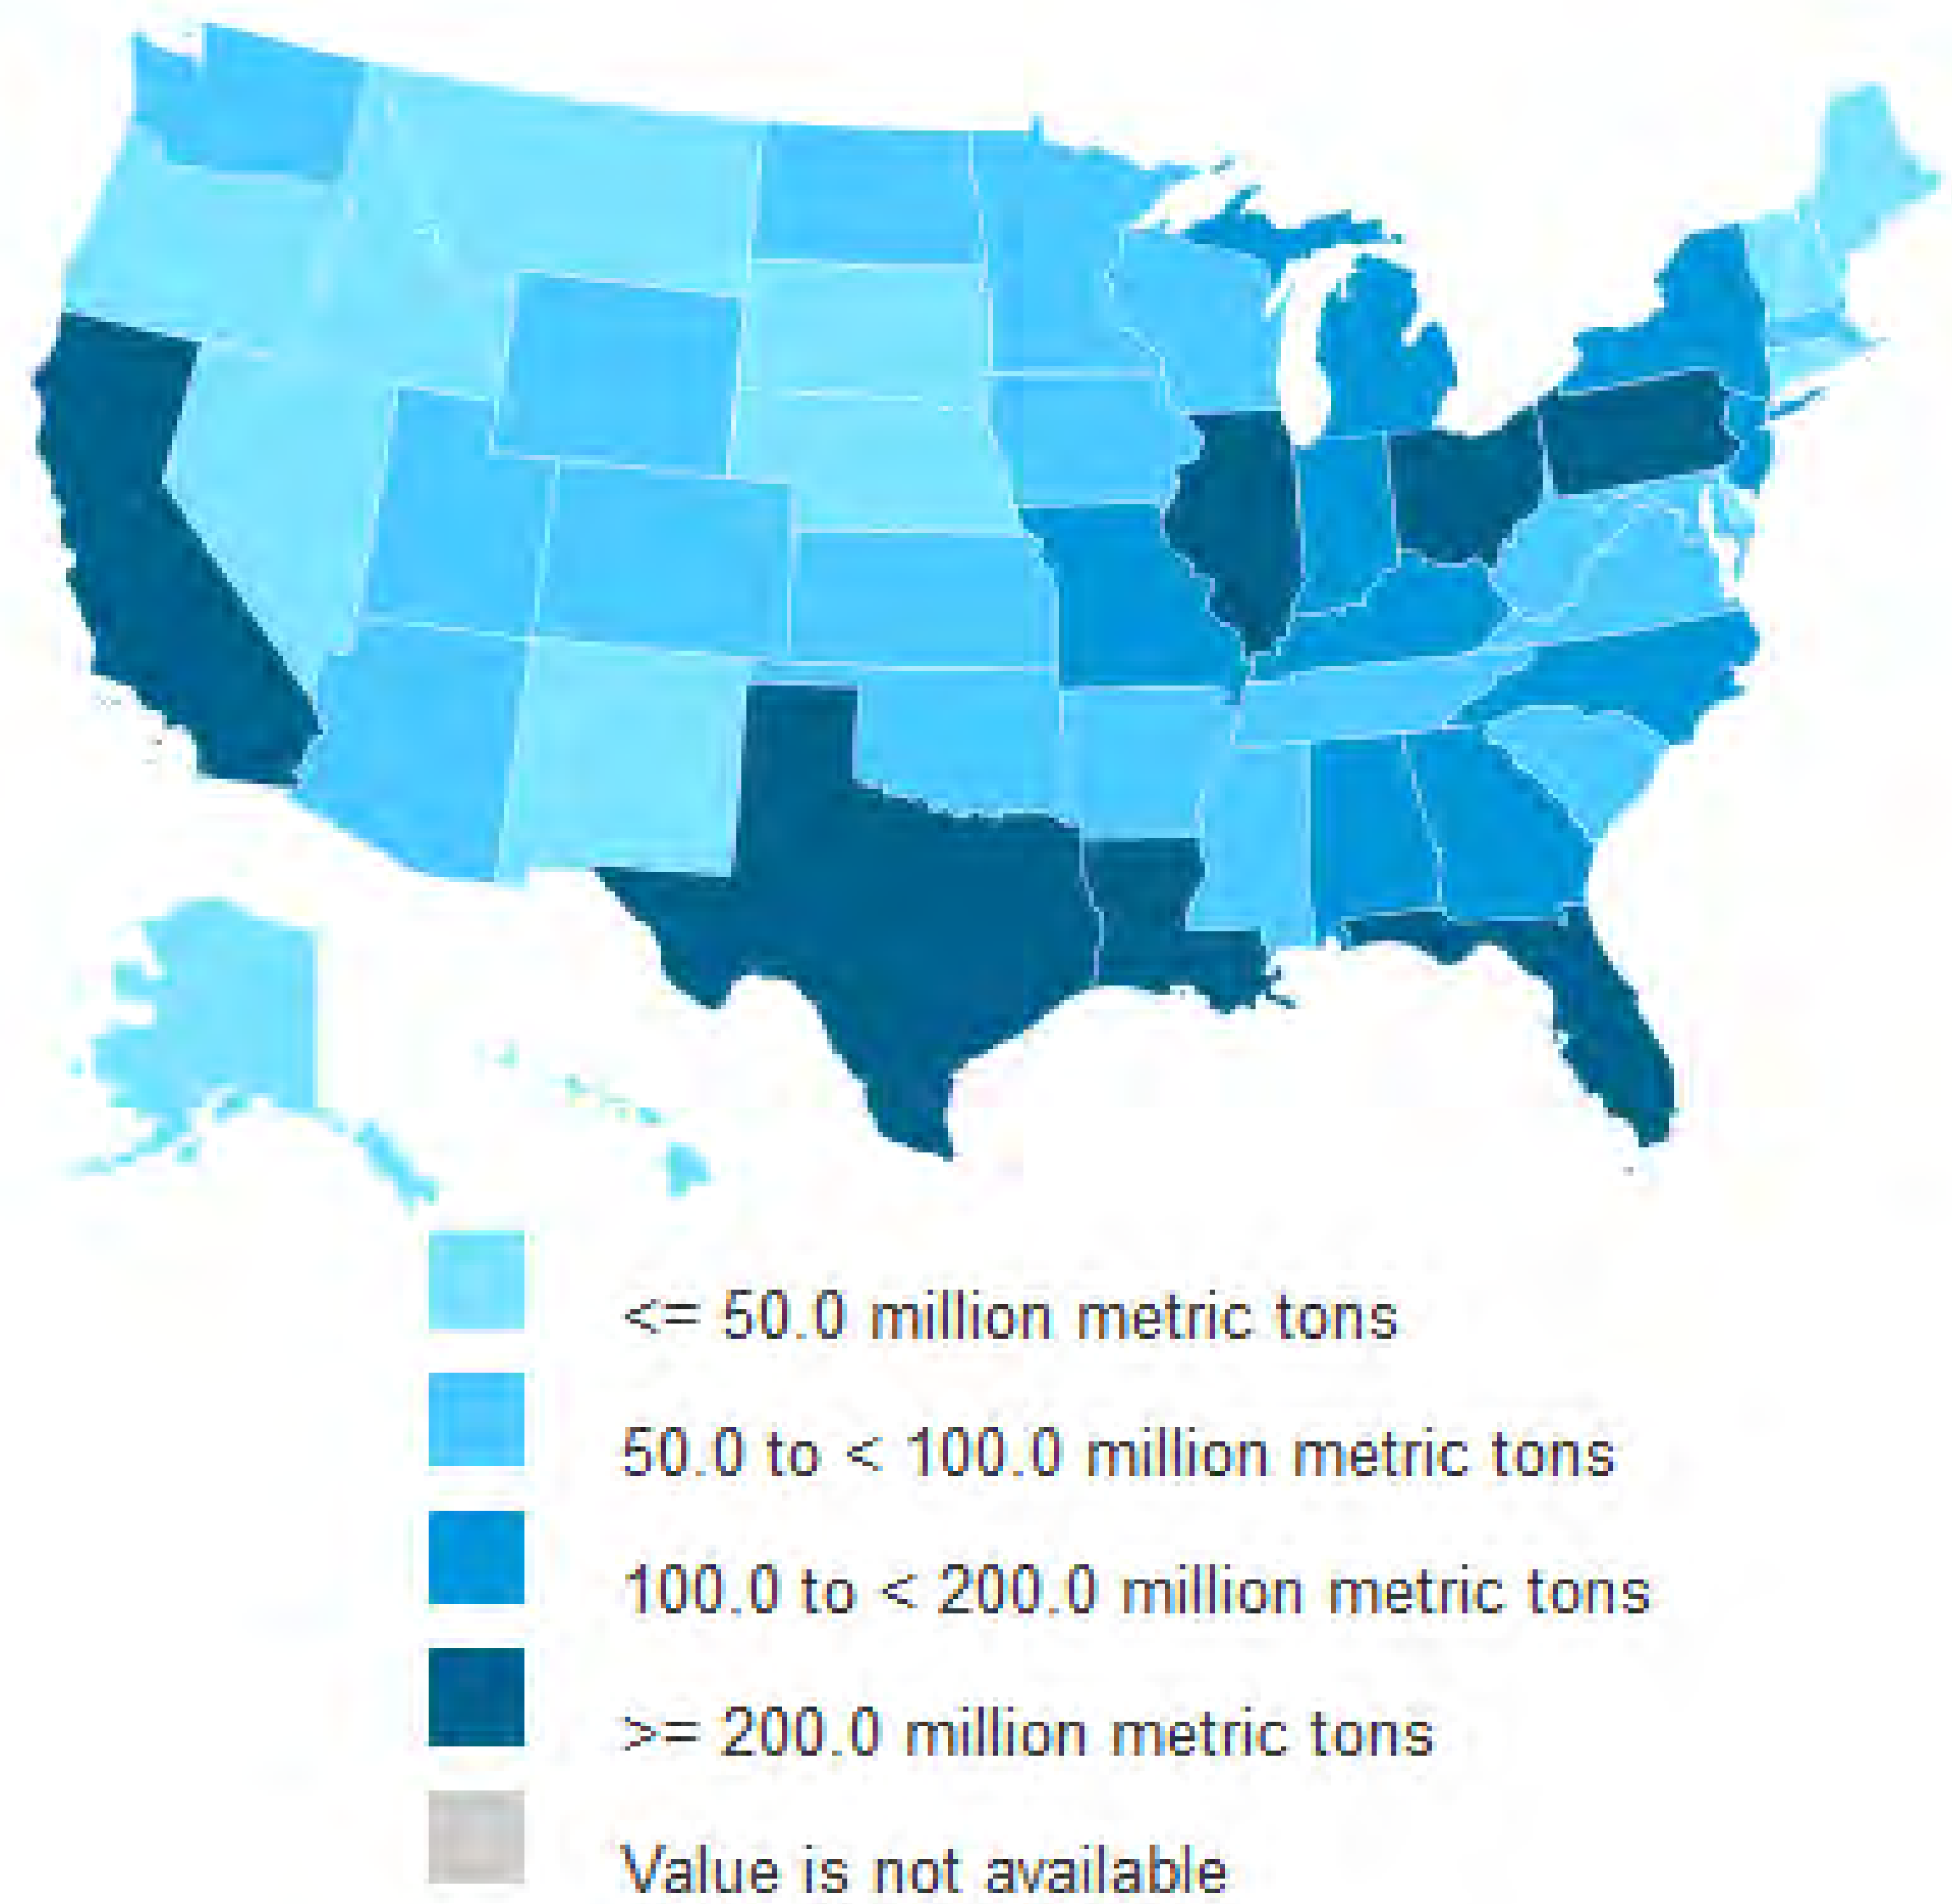 <= 50.0 million metric tons
50.0 to < 100.0 million metric tons
100.0 to < 200.0 million metric tons
>= 200.0 million metric tons
Value is not available